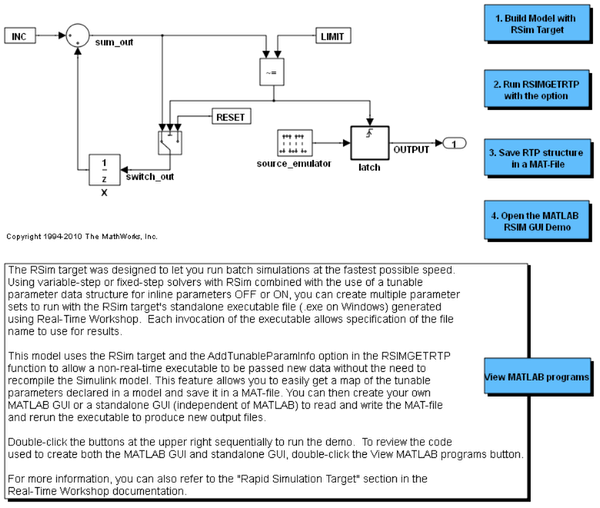 INC
sum_out
LIMIT
~=
RESET
1
z
X
switch_out
source_emulator
latch
OUTPUT
1
1. Build Model with
RSim Target
2. Run RSIMGETRTP
with the option
3. Save RTP structure
in a MAT-File
4. Open the MATLAB
RSIM GUI Demo
Copyright 1994-2010 The MathWorks, Inc.
The RSim target was designed to let you run batch simulations at the fastest possible speed.
Using variable-step or fixed-step solvers with RSim combined with the use of a tunable
parameter data structure for inline parameters OFF or ON, you can create multiple parameter
sets to run with the RSim target's standalone executable file (.exe on Windows) generated
using Real-Time Workshop.  Each invocation of the executable allows specification of the file
name to use for results.
This model uses the RSim target and the AddTunableParamInfo option in the RSIMGETRTP
function to allow a non-real-time executable to be passed new data without the need to
recompile the Simulink model. This feature allows you to easily get a map of the tunable
parameters declared in a model and save it in a MAT-file. You can then create your own
MATLAB GUI or a standalone GUI (independent of MATLAB) to read and write the MAT-file
and rerun the executable to produce new output files.
Double-click the buttons at the upper right sequentially to run the demo.  To review the code
used to create both the MATLAB GUI and standalone GUI, double-click the View MATLAB programs button.
For more information, you can also refer to the "Rapid Simulation Target" section in the
Real-Time Workshop documentation.
View MATLAB programs